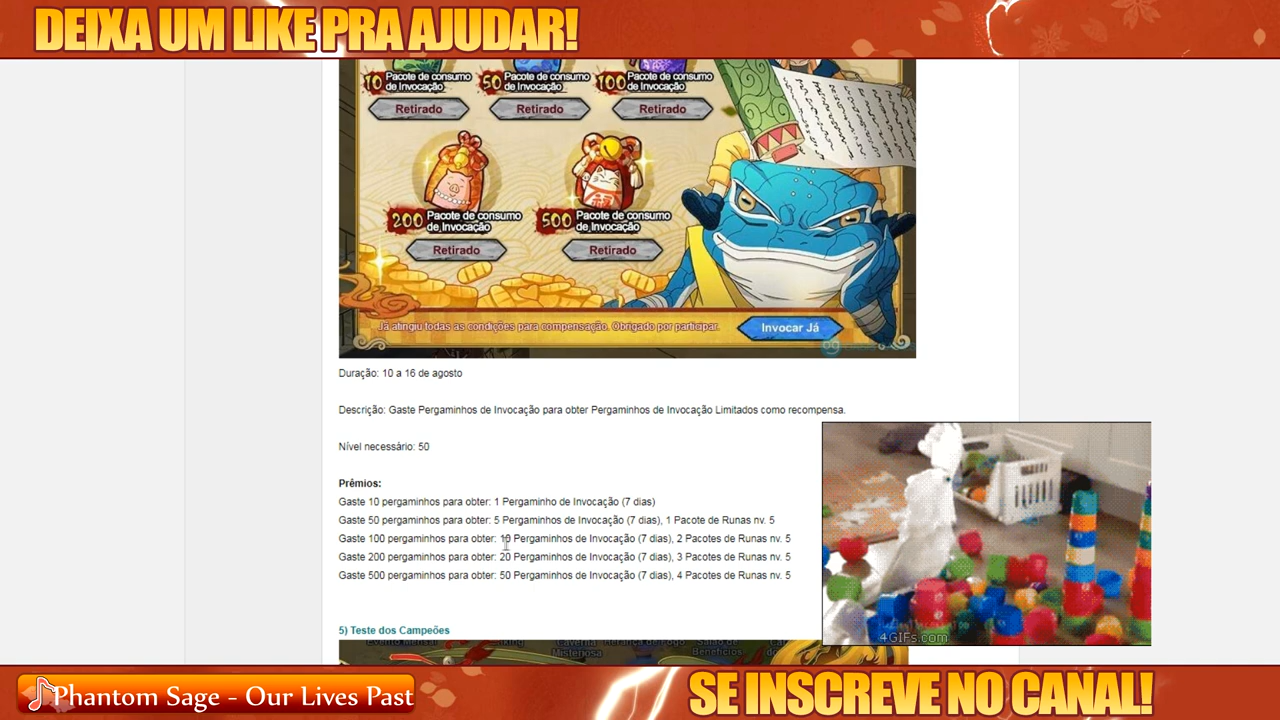 DEIXA UM LIKE PRA AJUDAR!
10 Pacote de consumo de Invocação
50 Pacote de consumo de Invocação
100 Pacote de consumo de Invocação
Retirado
Retirado
Retirado
200 Pacote de consumo de Invocação
500 Pacote de consumo de Invocação
Retirado
Retirado
Já atingiu todas as condições para compensação. Obrigado por participar.
Invocar Já
Duração: 10 a 16 de agosto
Descrição: Gaste Pergaminhos de Invocação para obter Pergaminhos de Invocação Limitados como recompensa.
Nível necessário: 50
Prêmios:
Gaste 10 pergaminhos para obter: 1 Pergaminho de Invocação (7 dias)
Gaste 50 pergaminhos para obter: 5 Pergaminhos de Invocação (7 dias), 1 Pacote de Runas nv. 5
Gaste 100 pergaminhos para obter: 10 Pergaminhos de Invocação (7 dias), 2 Pacotes de Runas nv. 5
Gaste 200 pergaminhos para obter: 20 Pergaminhos de Invocação (7 dias), 3 Pacotes de Runas nv. 5
Gaste 500 pergaminhos para obter: 50 Pergaminhos de Invocação (7 dias), 4 Pacotes de Runas nv. 5
4GIFs.com
5) Teste dos Campeões
Misteriosa
Benefícios
Phantom Sage - Our Lives Past
SE INSCREVE NO CANAL!